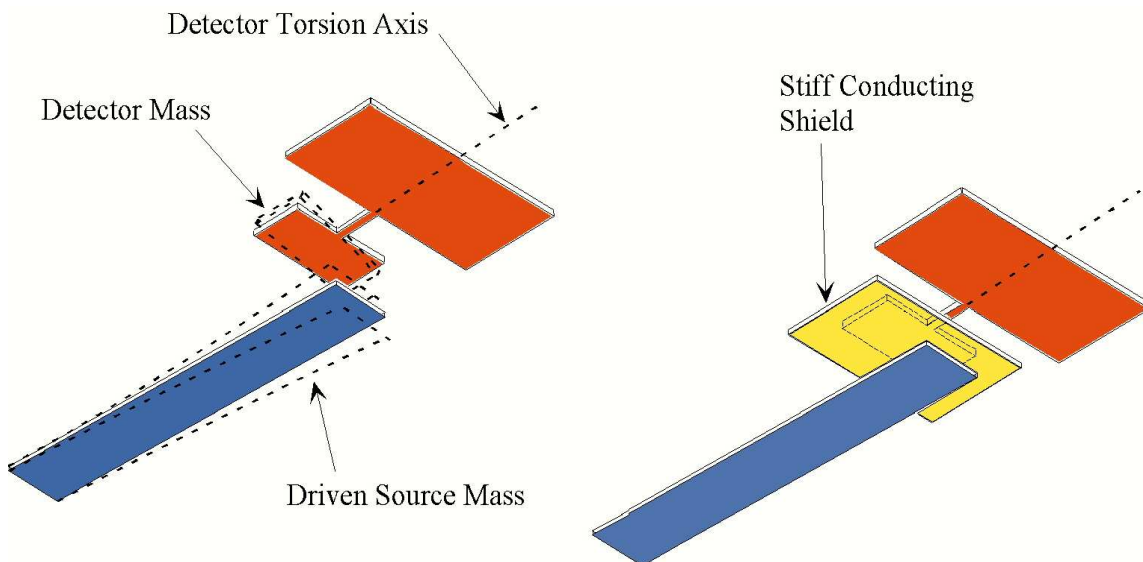 Detector Torsion Axis
Detector Mass
Driven Source Mass
Stiff Conducting
Shield